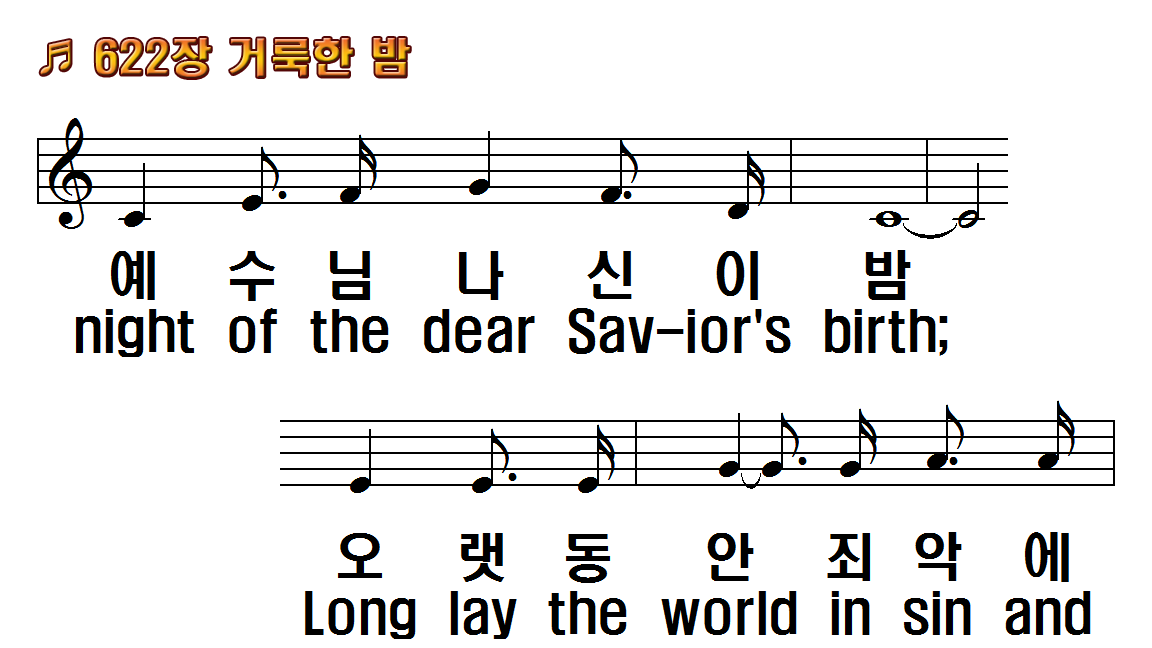 ♬ 622장 거룩한 밤
예 수 님 나 신 이 밤
night of the dear Sav-ior's birth;
오 랫 동 안 죄 악 에
Long lay the world in sin and